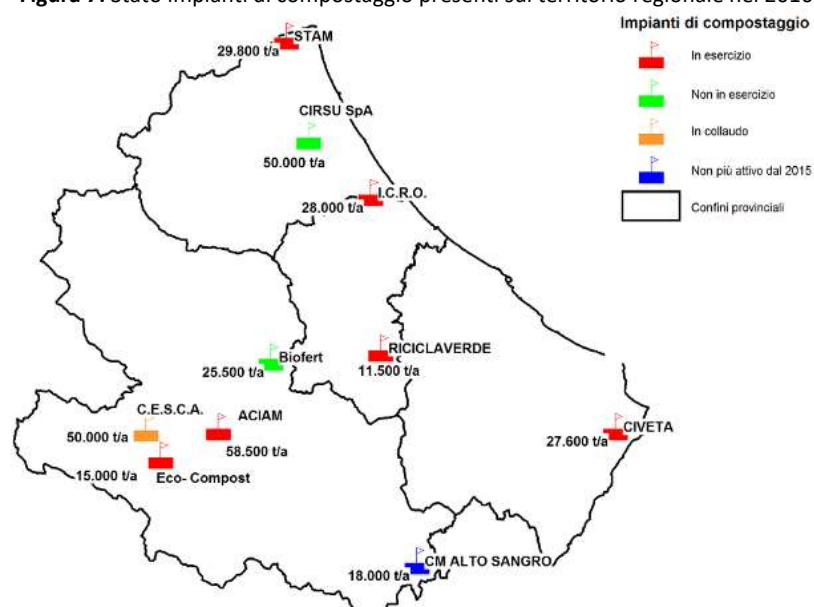 Figura 7. Stato impianti di compostaggio presenti sul territorio regionale nel 2016
Impianti di compostaggio
In esercizio
Non in esercizio
In collaudo
Non più attivo dal 2015
Confini provinciali
STAM
29.800 t/a
CIRSU SpA
50.000 t/a
I.C.R.O.
28.000 t/a
RICICLAVERDE
11.500 t/a
Biofert
25.500 t/a
C.E.S.C.A.
50.000 t/a
ACIAM
58.500 t/a
15.000 t/a
Eco- Compost
CIVETA
27.600 t/a
CM ALTO SANGRO
18.000 t/a